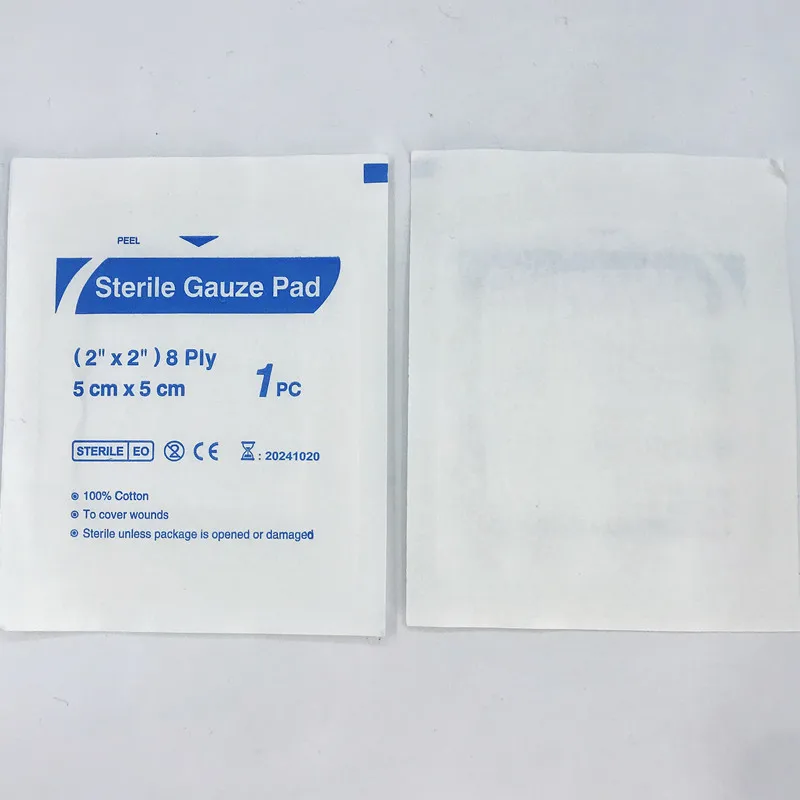 PEEL
Sterile Gauze Pad
( 2" x 2" ) 8 Ply
5 cm x 5 cm
1 PC
STERILE EO 2 CE : 20241020
100% Cotton
To cover wounds
Sterile unless package is opened or damaged